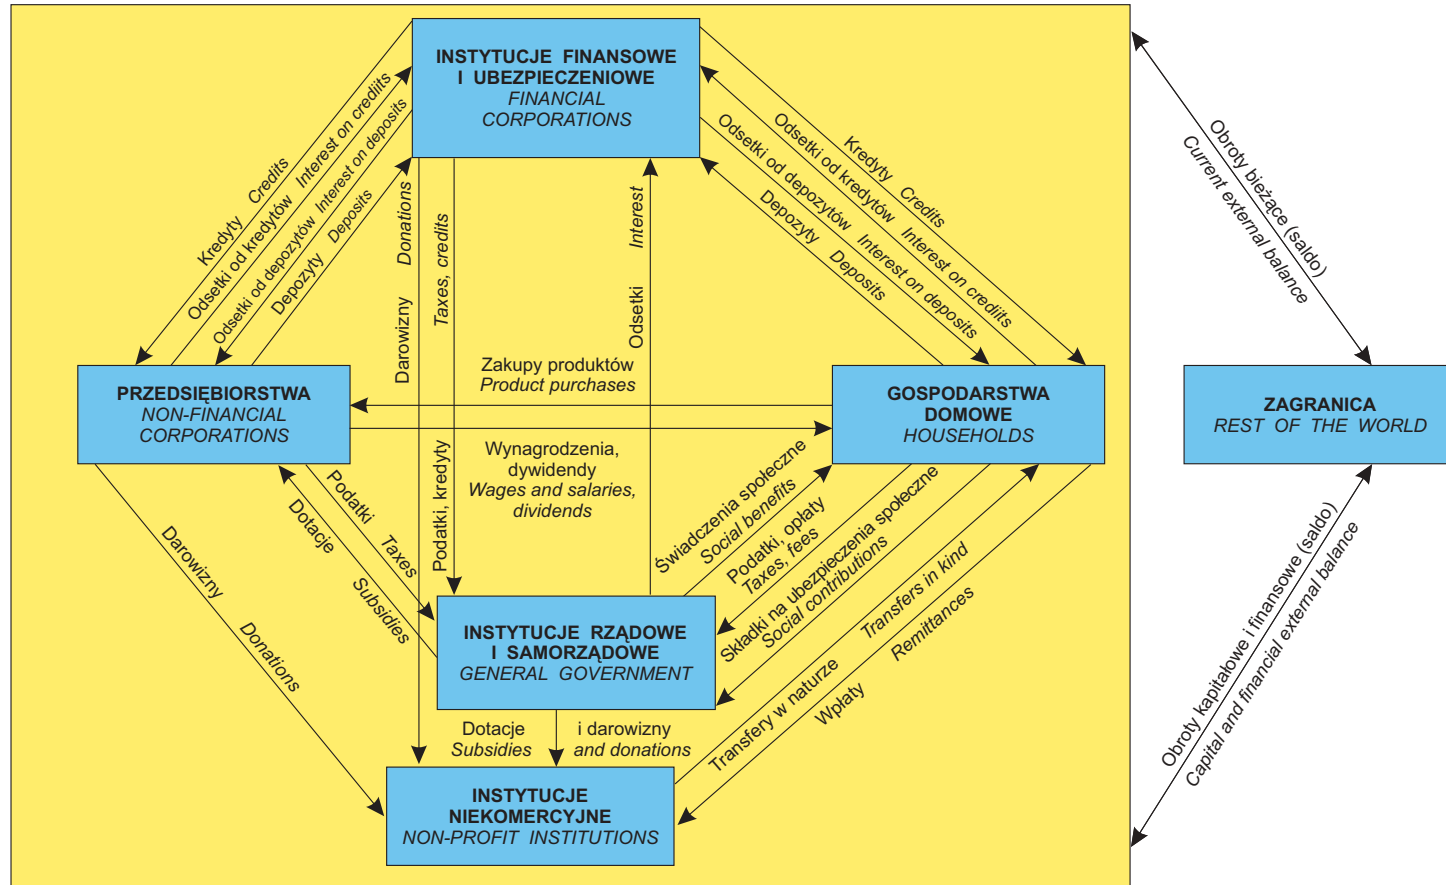 INSTYTUCJE FINANSOWE
I UBEZPIECZENIOWE
FINANCIAL
CORPORATIONS
Kredyty Credits
Odsetki od kredytów Interest on crediits
Odsetki od depozytów Interest on deposits
Depozyty Deposits
Darowizny Donations
Taxes, credits
Podatki, kredyty
Odsetki Interest
Kredyty Credits
Odsetki od kredytów Interest on crediits
Odsetki od depozytów Interest on deposits
Depozyty Deposits
Obroty bieżące (saldo)
Current external balance
PRZEDSIĘBIORSTWA
NON-FINANCIAL
CORPORATIONS
Zakupy produktów
Product purchases
Wynagrodzenia,
dywidendy
Wages and salaries,
dividends
GOSPODARSTWA
DOMOWE
HOUSEHOLDS
ZAGRANICA
REST OF THE WORLD
Darowizny Donations
Podatki Taxes
Dotacje Subsidies
Świadczenia społeczne
Social benefits
Podatki, opłaty
Taxes, fees
Składki na ubezpieczenia społeczne
Social contributions
Transfery w naturze Transfers in kind
Wpłaty Remittances
Obroty kapitałowe i finansowe (saldo)
Capital and financial external balance
INSTYTUCJE RZĄDOWE
I SAMORZĄDOWE
GENERAL GOVERNMENT
Dotacje i darowizny
Subsidies and donations
INSTYTUCJE
NIEKOMERCYJNE
NON-PROFIT INSTITUTIONS